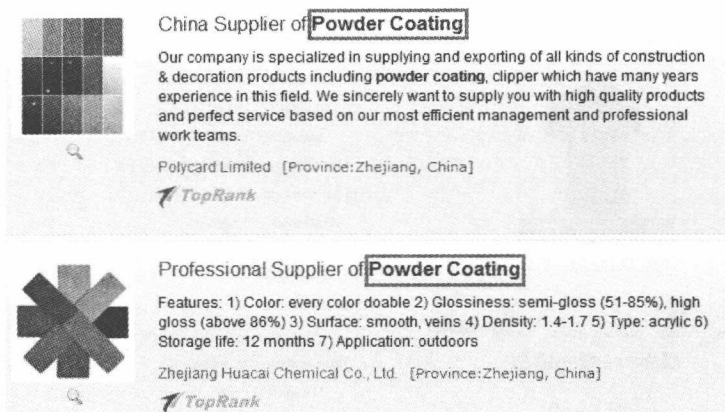 China Supplier of Powder Coating
Our company is specialized in supplying and exporting of all kinds of construction
& decoration products including powder coating, clipper which have many years
experience in this field. We sincerely want to supply you with high quality products
and perfect service based on our most efficient management and professional
work teams.
Polycard Limited [Province:Zhejiang, China]
TopRank
Professional Supplier of Powder Coating
Features: 1) Color: every color doable 2) Glossiness: semi-gloss (51-85%), high
gloss (above 86%) 3) Surface: smooth, veins 4) Density: 1.4-1.7 5) Type: acrylic 6)
Storage life: 12 months 7) Application: outdoors
Zhejiang Huacai Chemical Co., Ltd. [Province:Zhejiang, China]
TopRank